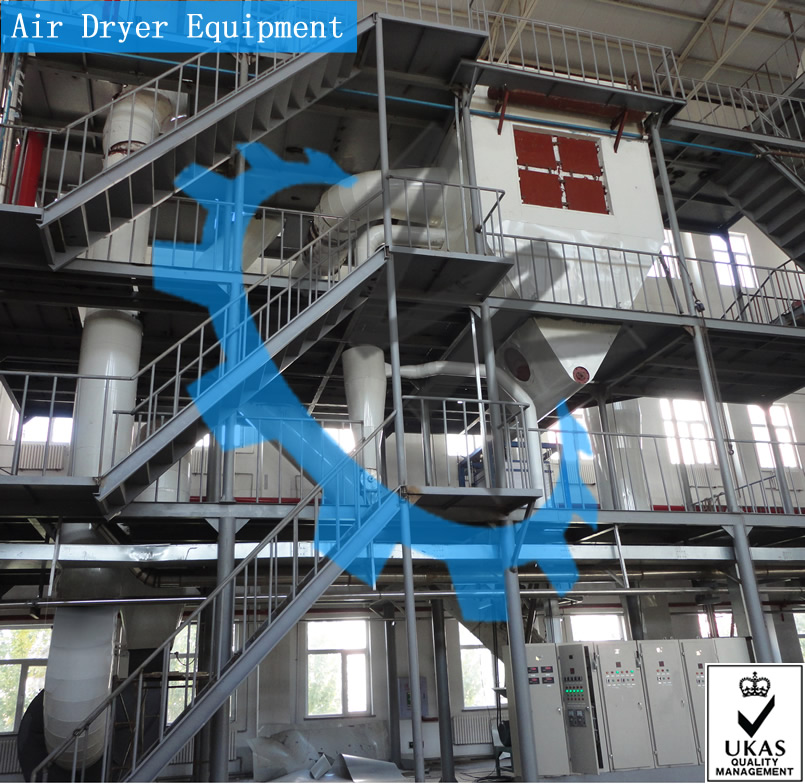 Air Dryer Equipment
UKAS
QUALITY
MANAGEMENT